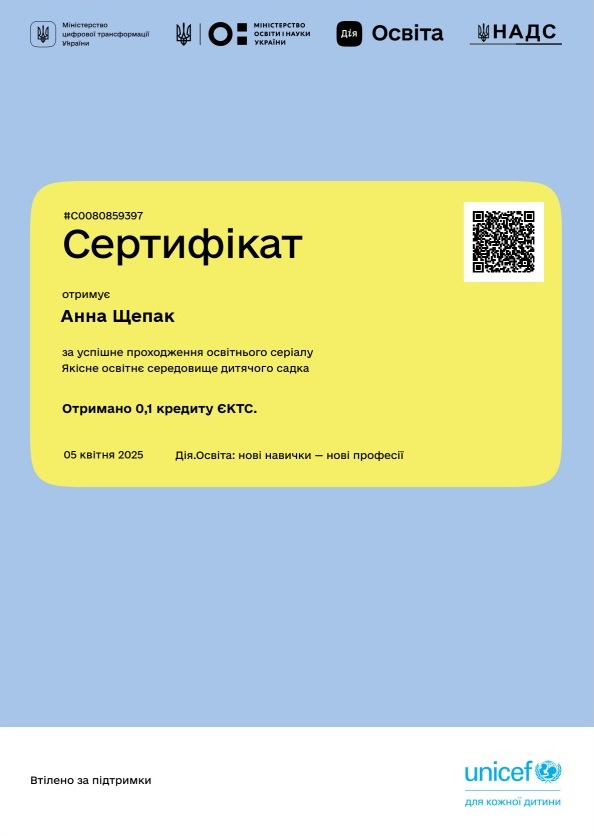 Міністерство
цифрової трансформації
України
МІНІСТЕРСТВО
ОСВІТИ І НАУКИ
УКРАЇНИ
Дія
Освіта
НАДС
#C0080859397
Сертифікат
отримує
Анна Щепак
за успішне проходження освітнього серіалу
Якісне освітнє середовище дитячого садка
Отримано 0,1 кредиту ЄКТС.
05 квітня 2025
Дія.Освіта: нові навички — нові професії
Втілено за підтримки
unicef
для кожної дитини